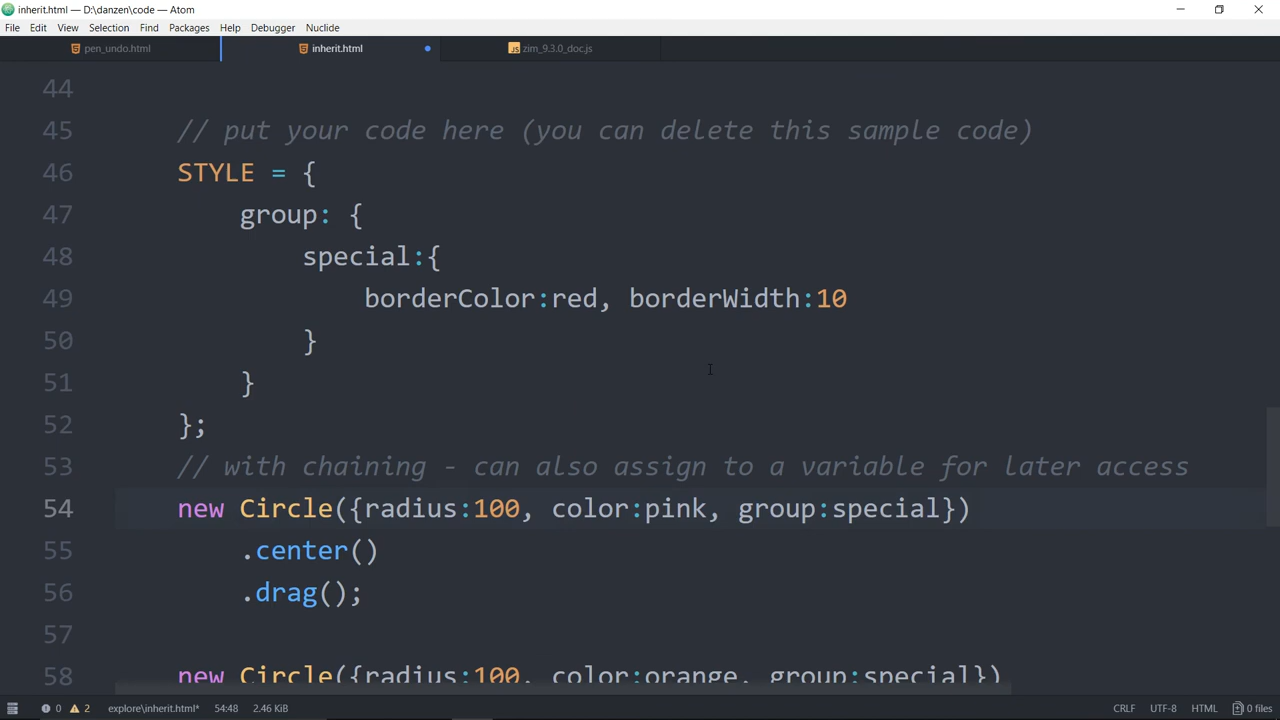 inherit.html — D:\danzen\code — Atom
File Edit View Selection Find Packages Help Debugger Nuclide
pen_undo.html inherit.html zim_9.3.0_doc.js
44
45 // put your code here (you can delete this sample code)
46 STYLE = {
47 group: {
48 special:{
49 borderColor:red, borderWidth:10
50 }
51 }
52 };
53 // with chaining - can also assign to a variable for later access
54 new Circle({radius:100, color:pink, group:special})
55 .center()
56 .drag();
57
58 new Circle({radius:100, color:orange, group:special})
0 2 explore\inherit.html* 54:48 2.46 KiB CRLF UTF-8 HTML 0 files